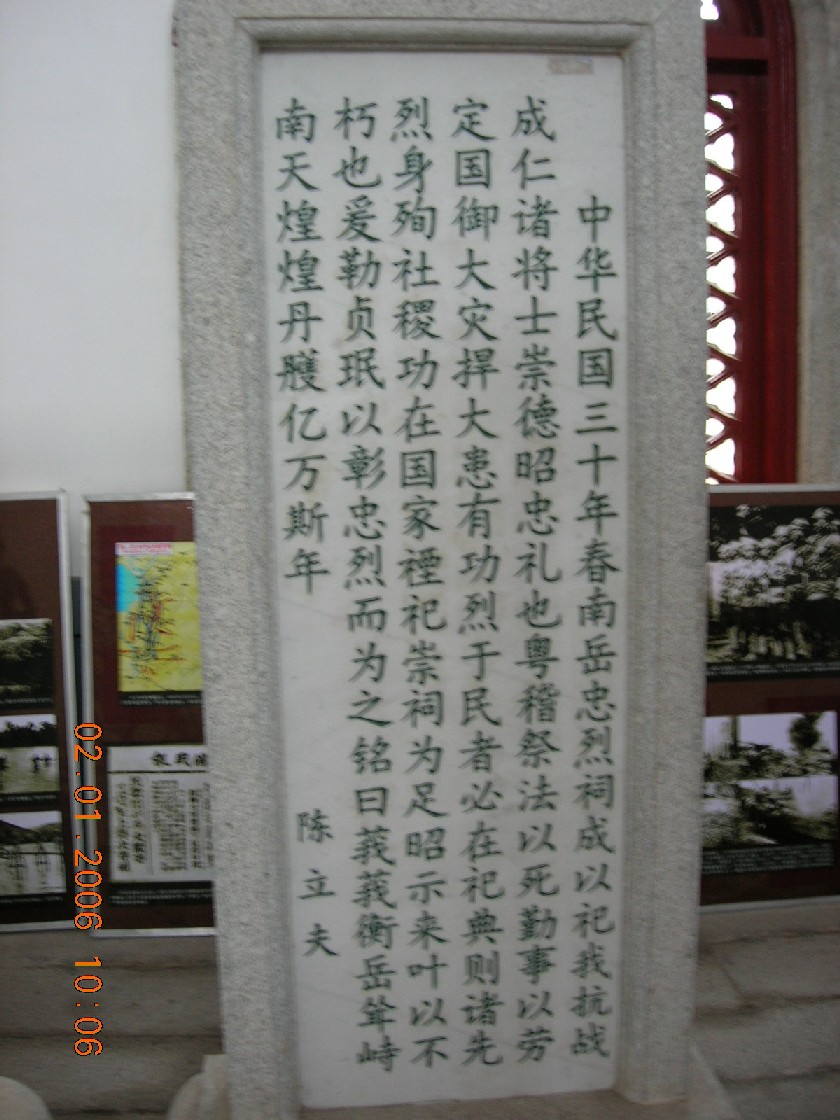 中华民国三十年春南岳忠烈祠成以祀我抗战
成仁诸将士崇德昭忠礼也粤稽祭法以死勤事以劳
定国御大灾捍大患有功烈于民者必在祀典则诸先
烈身殉社稷功在国家禋祀崇祠为足昭示来叶以不
朽也爰勒贞珉以彰忠烈而为之铭曰莪莪衡岳耸峙
南天煌煌丹雘亿万斯年
陈立夫
02.01.2006 10:06